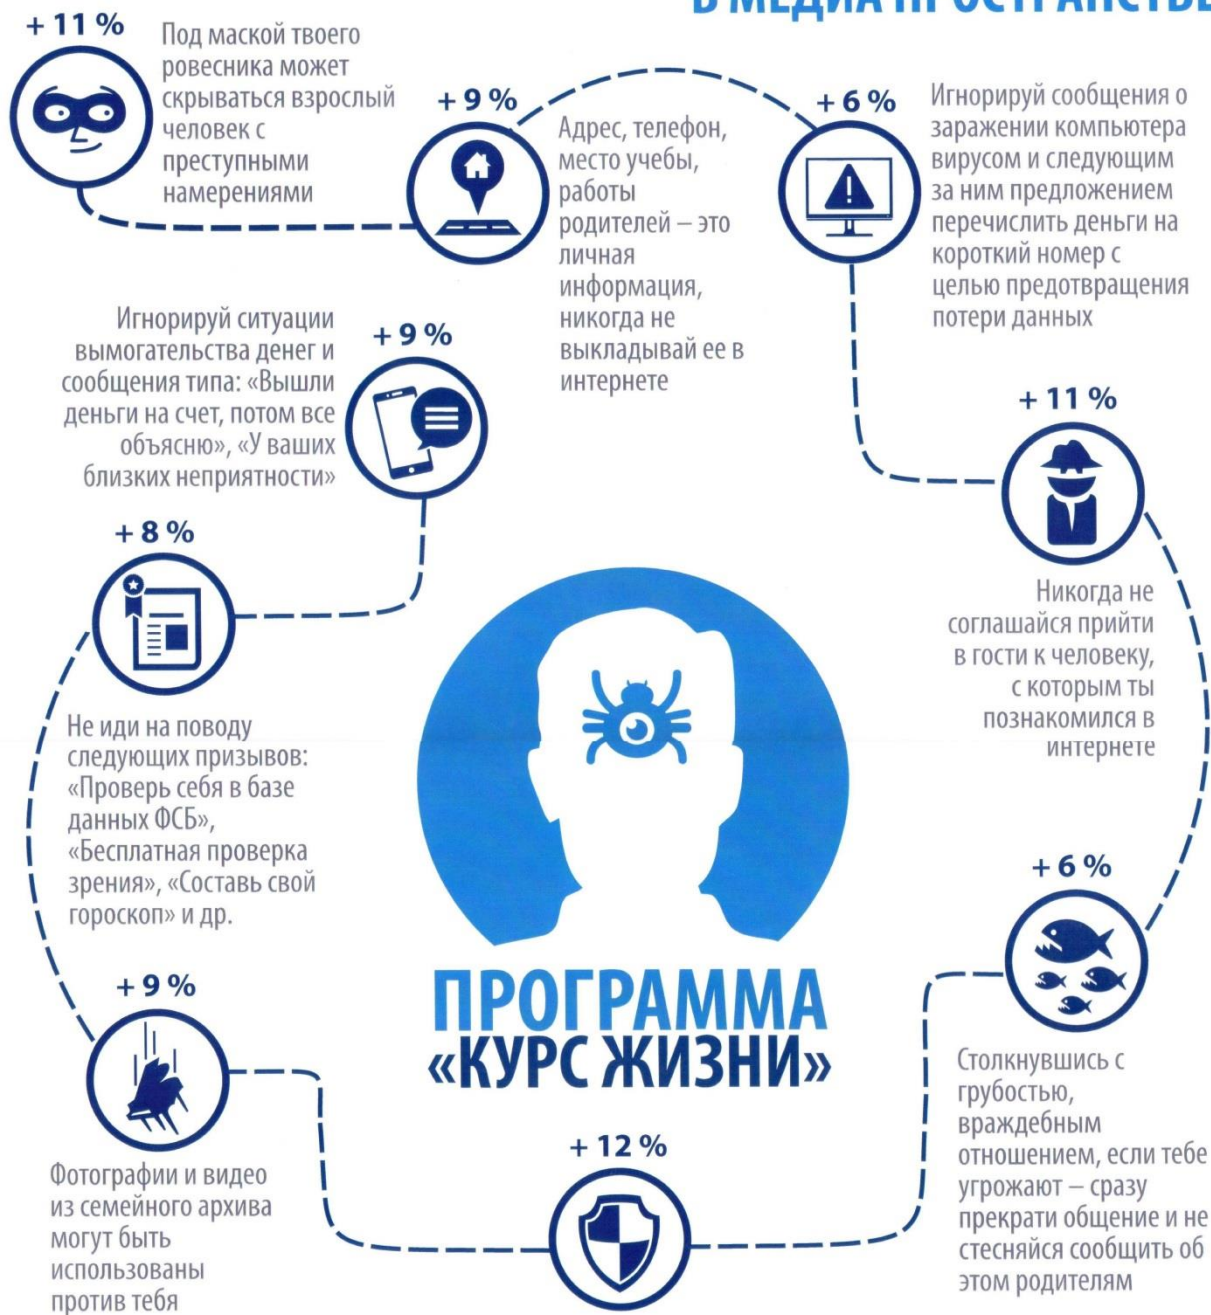 В МЕДИА ПРОСТРАНСТВЕ
+ 11 %
Под маской твоего
ровесника может
скрываться взрослый
человек с
преступными
намерениями
+ 9 %
Адрес, телефон,
место учебы,
работы
родителей – это
личная
информация,
никогда не
выкладывай ее в
интернете
+ 6 %
Игнорируй сообщения о
заражении компьютера
вирусом и следующим
за ним предложением
перечислить деньги на
короткий номер с
целью предотвращения
потери данных
+ 11 %
Никогда не
соглашайся прийти
в гости к человеку,
с которым ты
познакомился в
интернете
+ 6 %
Столкнувшись с
грубостью,
враждебным
отношением, если тебе
угрожают – сразу
прекрати общение и не
стесняйся сообщить об
этом родителям
+ 12 %
+ 9 %
Фотографии и видео
из семейного архива
могут быть
использованы
против тебя
+ 8 %
Не иди на поводу
следующих призывов:
«Проверь себя в базе
данных ФСБ»,
«Бесплатная проверка
зрения», «Составь свой
гороскоп» и др.
+ 9 %
Игнорируй ситуации
вымогательства денег и
сообщения типа: «Вышли
деньги на счет, потом все
объясню», «У ваших
близких неприятности»
ПРОГРАММА
«КУРС ЖИЗНИ»